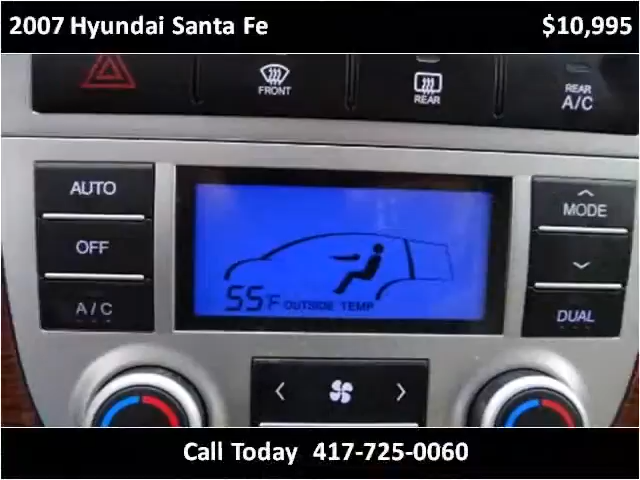 2007 Hyundai Santa Fe $10,995
FRONT
REAR
REAR
A/C
AUTO
MODE
OFF
A/C
DUAL
55°F OUTSIDE TEMP
Call Today 417-725-0060